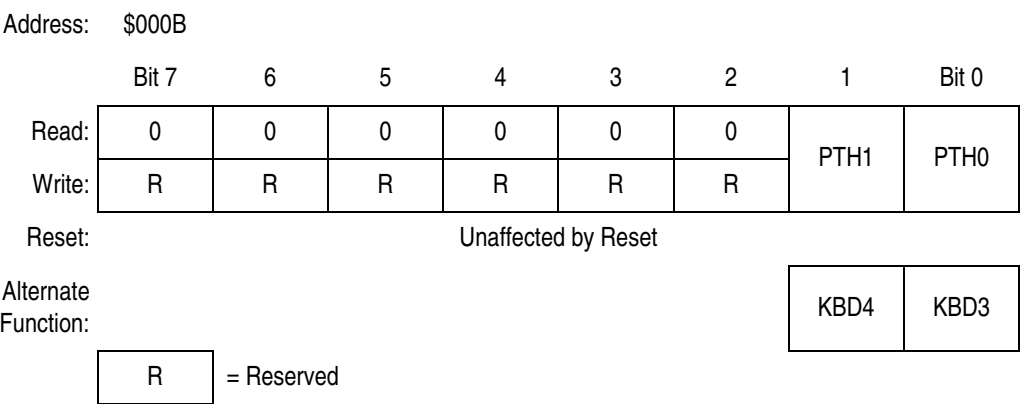 Address: $000B
Bit 7 6 5 4 3 2 1 Bit 0
Read: 0 0 0 0 0 0 PTH1 PTH0
Write: R R R R R R
Reset: Unaffected by Reset
Alternate
Function: KBD4 KBD3
R = Reserved